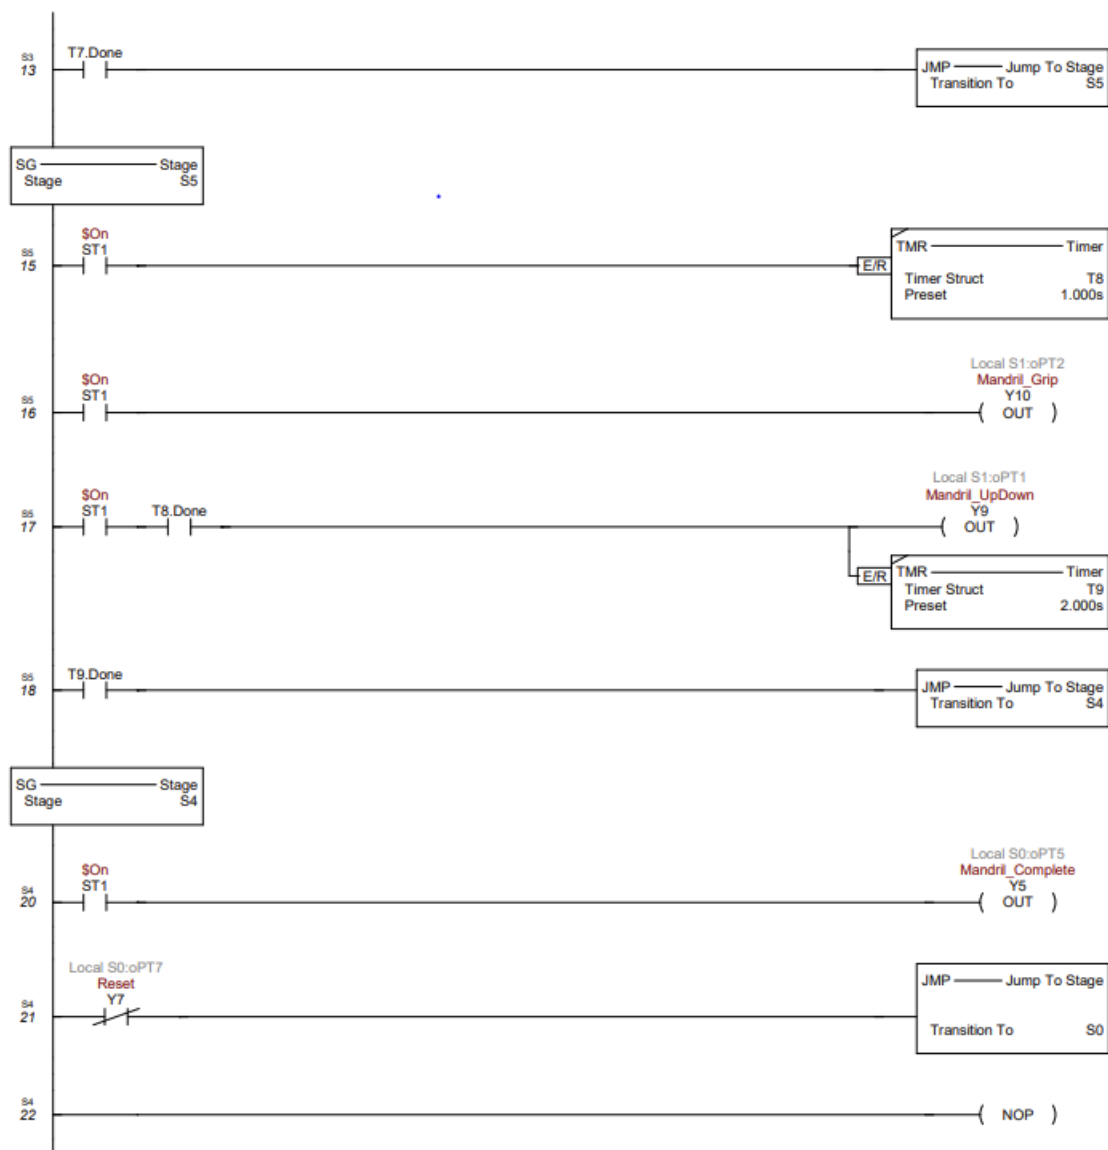 S3
13
T7.Done
JMP Jump To Stage
Transition To S5
SG Stage
Stage S5
S5
15
$On
ST1
E/R
TMR Timer
Timer Struct T8
Preset 1.000s
S5
16
$On
ST1
Local S1:oPT2
Mandril_Grip
Y10
OUT
S5
17
$On
ST1
T8.Done
Local S1:oPT1
Mandril_UpDown
Y9
OUT
E/R
TMR Timer
Timer Struct T9
Preset 2.000s
S5
18
T9.Done
JMP Jump To Stage
Transition To S4
SG Stage
Stage S4
S4
20
$On
ST1
Local S0:oPT5
Mandril_Complete
Y5
OUT
S4
21
Local S0:oPT7
Reset
Y7
JMP Jump To Stage
Transition To S0
S4
22
NOP